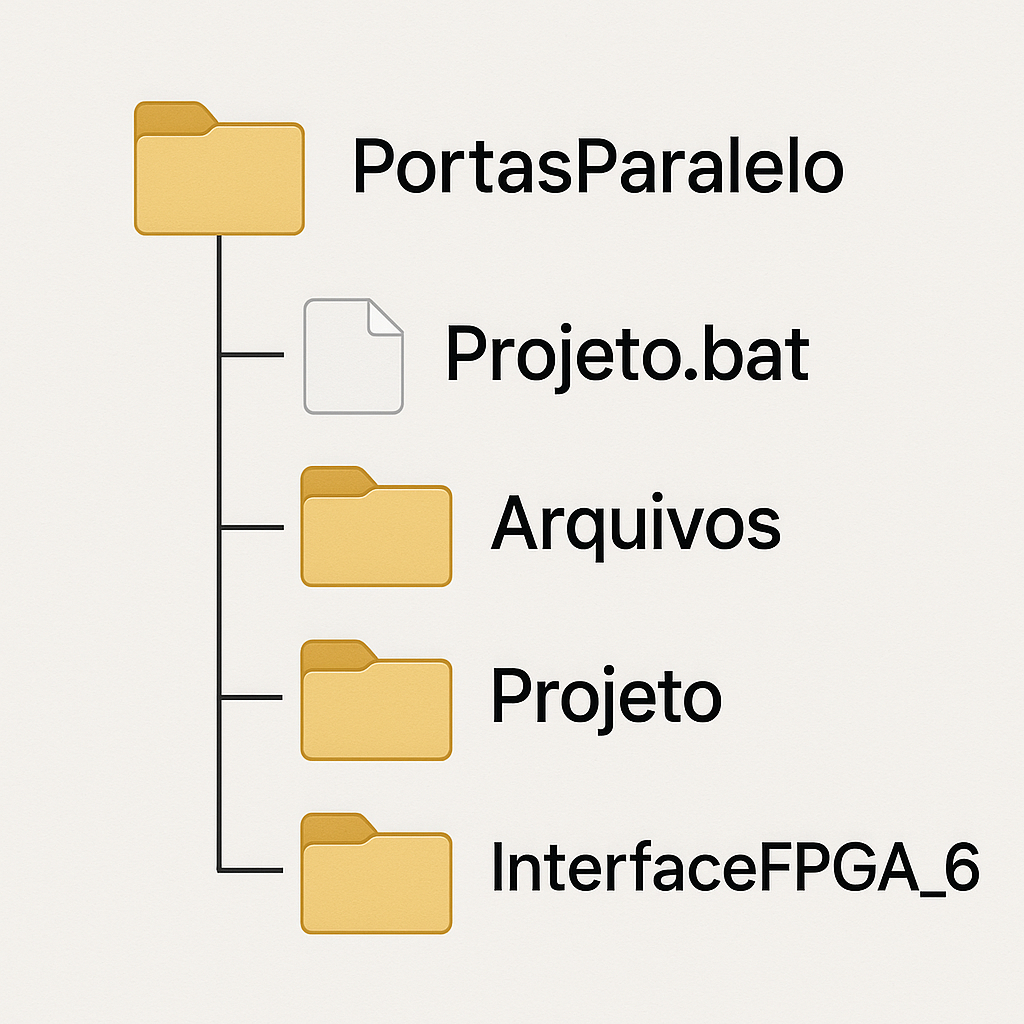 PortasParalelo
Projeto.bat
Arquivos
Projeto
InterfaceFPGA_6